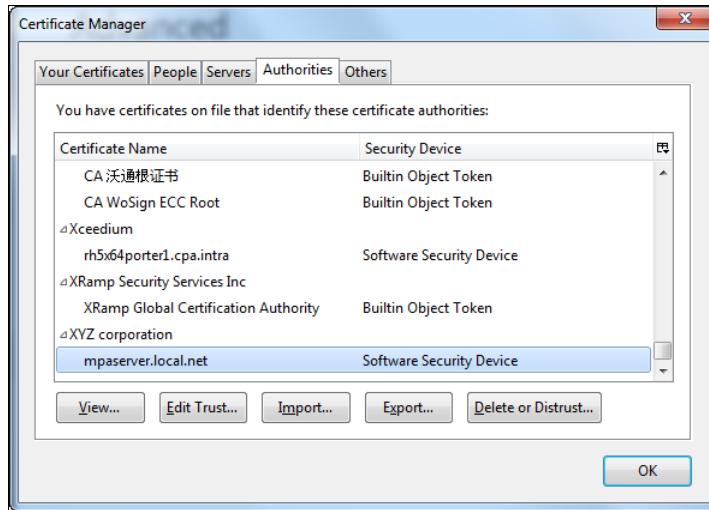 Advanced
Certificate Manager
Your Certificates People Servers Authorities Others
You have certificates on file that identify these certificate authorities:
Certificate Name Security Device
CA 沃通根证书 Builtin Object Token
CA WoSign ECC Root Builtin Object Token
Xceedium
rh5x64porter1.cpa.intra Software Security Device
XRamp Security Services Inc
XRamp Global Certification Authority Builtin Object Token
XYZ corporation
mpaserver.local.net Software Security Device
View... Edit Trust... Import... Export... Delete or Distrust...
OK